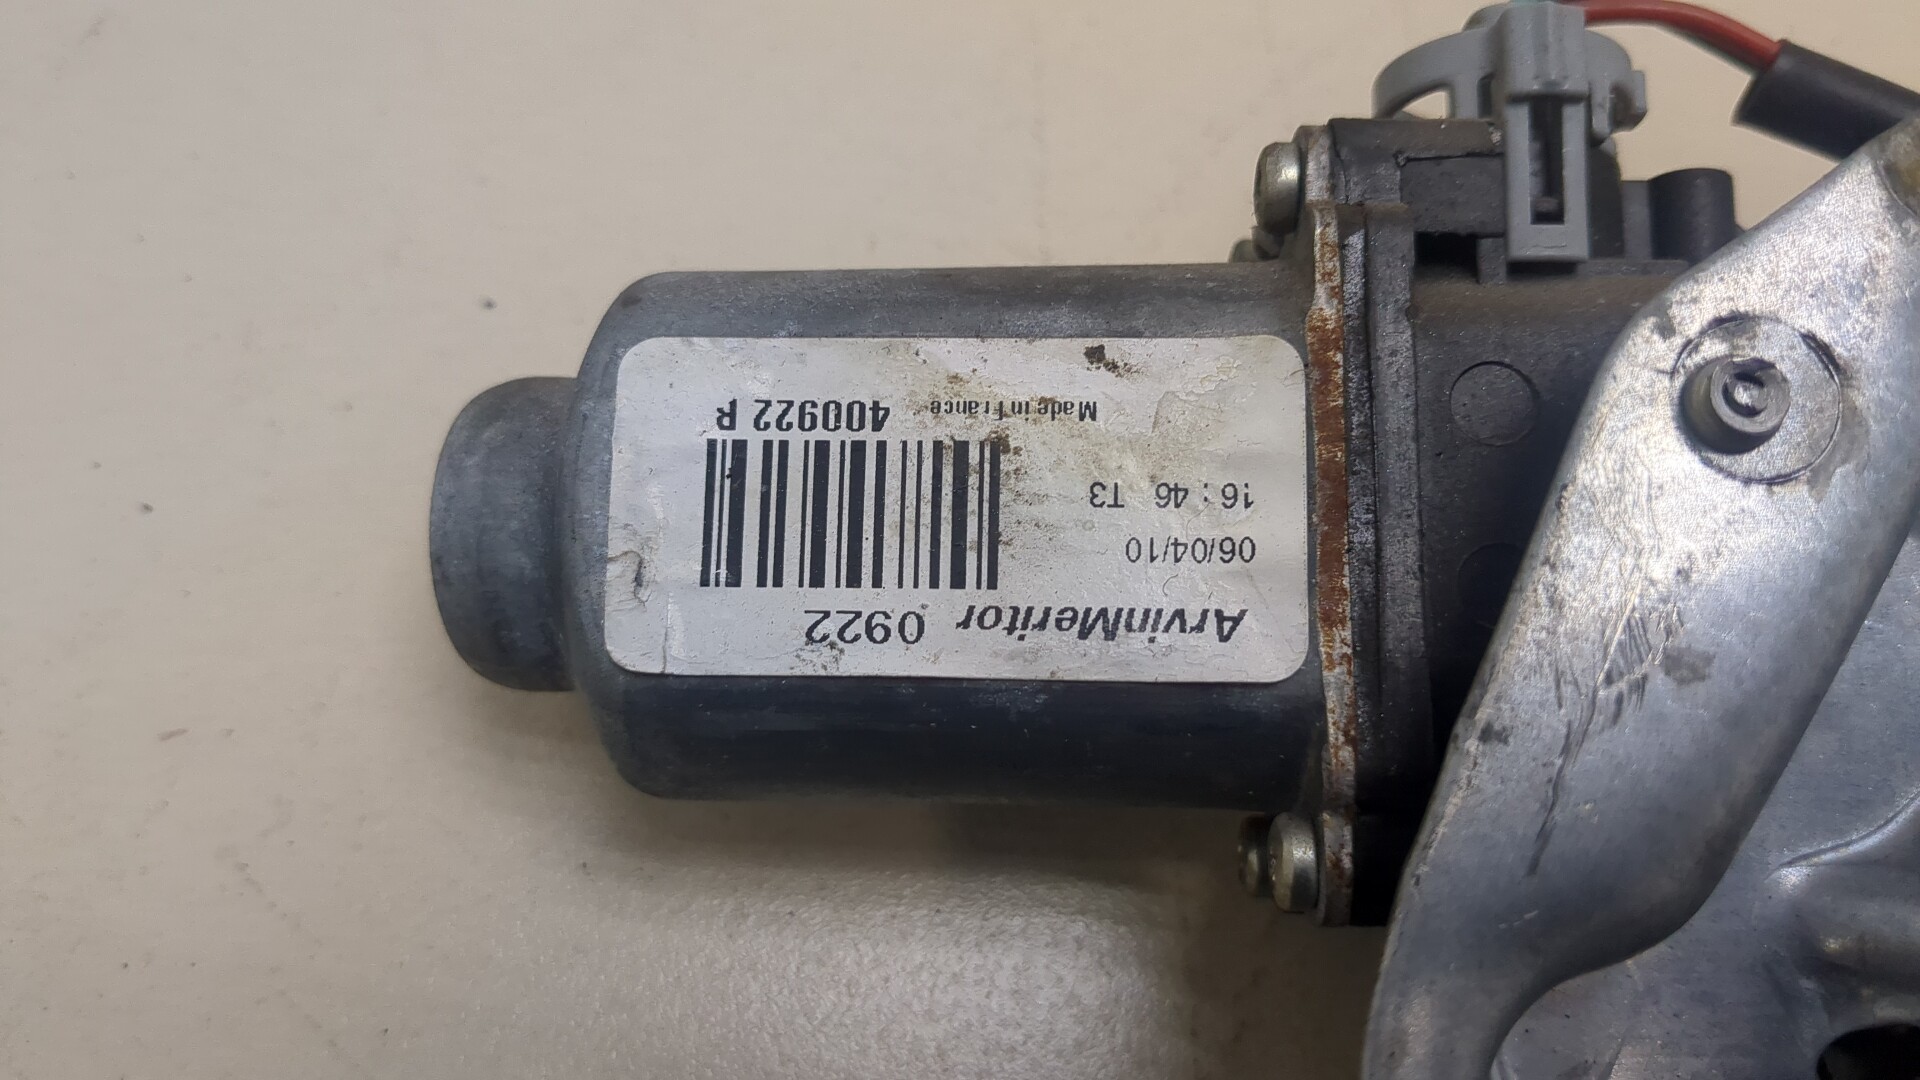 ArvinMeritor 0922
06/04/10
16 : 46 T3
Made in France
400922 R